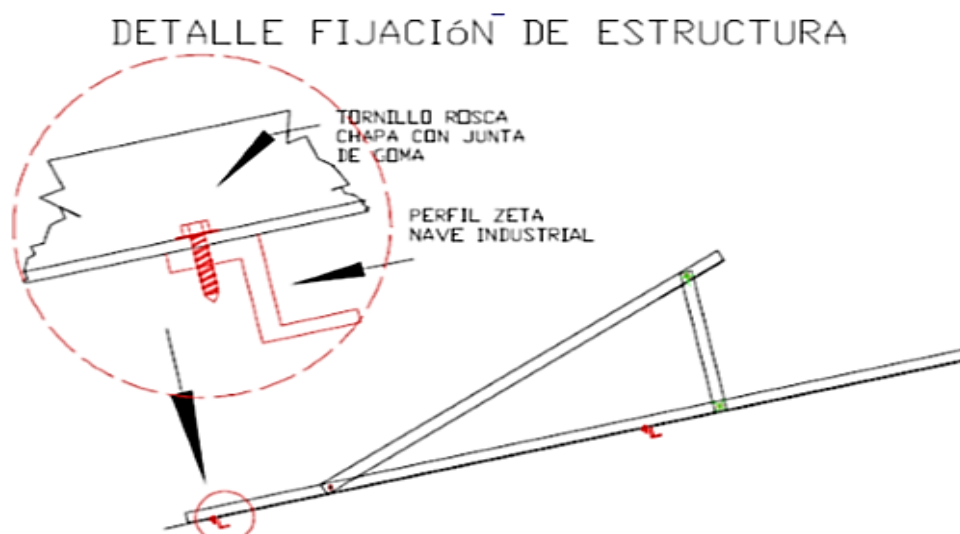 DETALLE FIJACIóN DE ESTRUCTURA
TORNILLO ROSCA
CHAPA CON JUNTA
DE GOMA
PERFIL ZETA
NAVE INDUSTRIAL